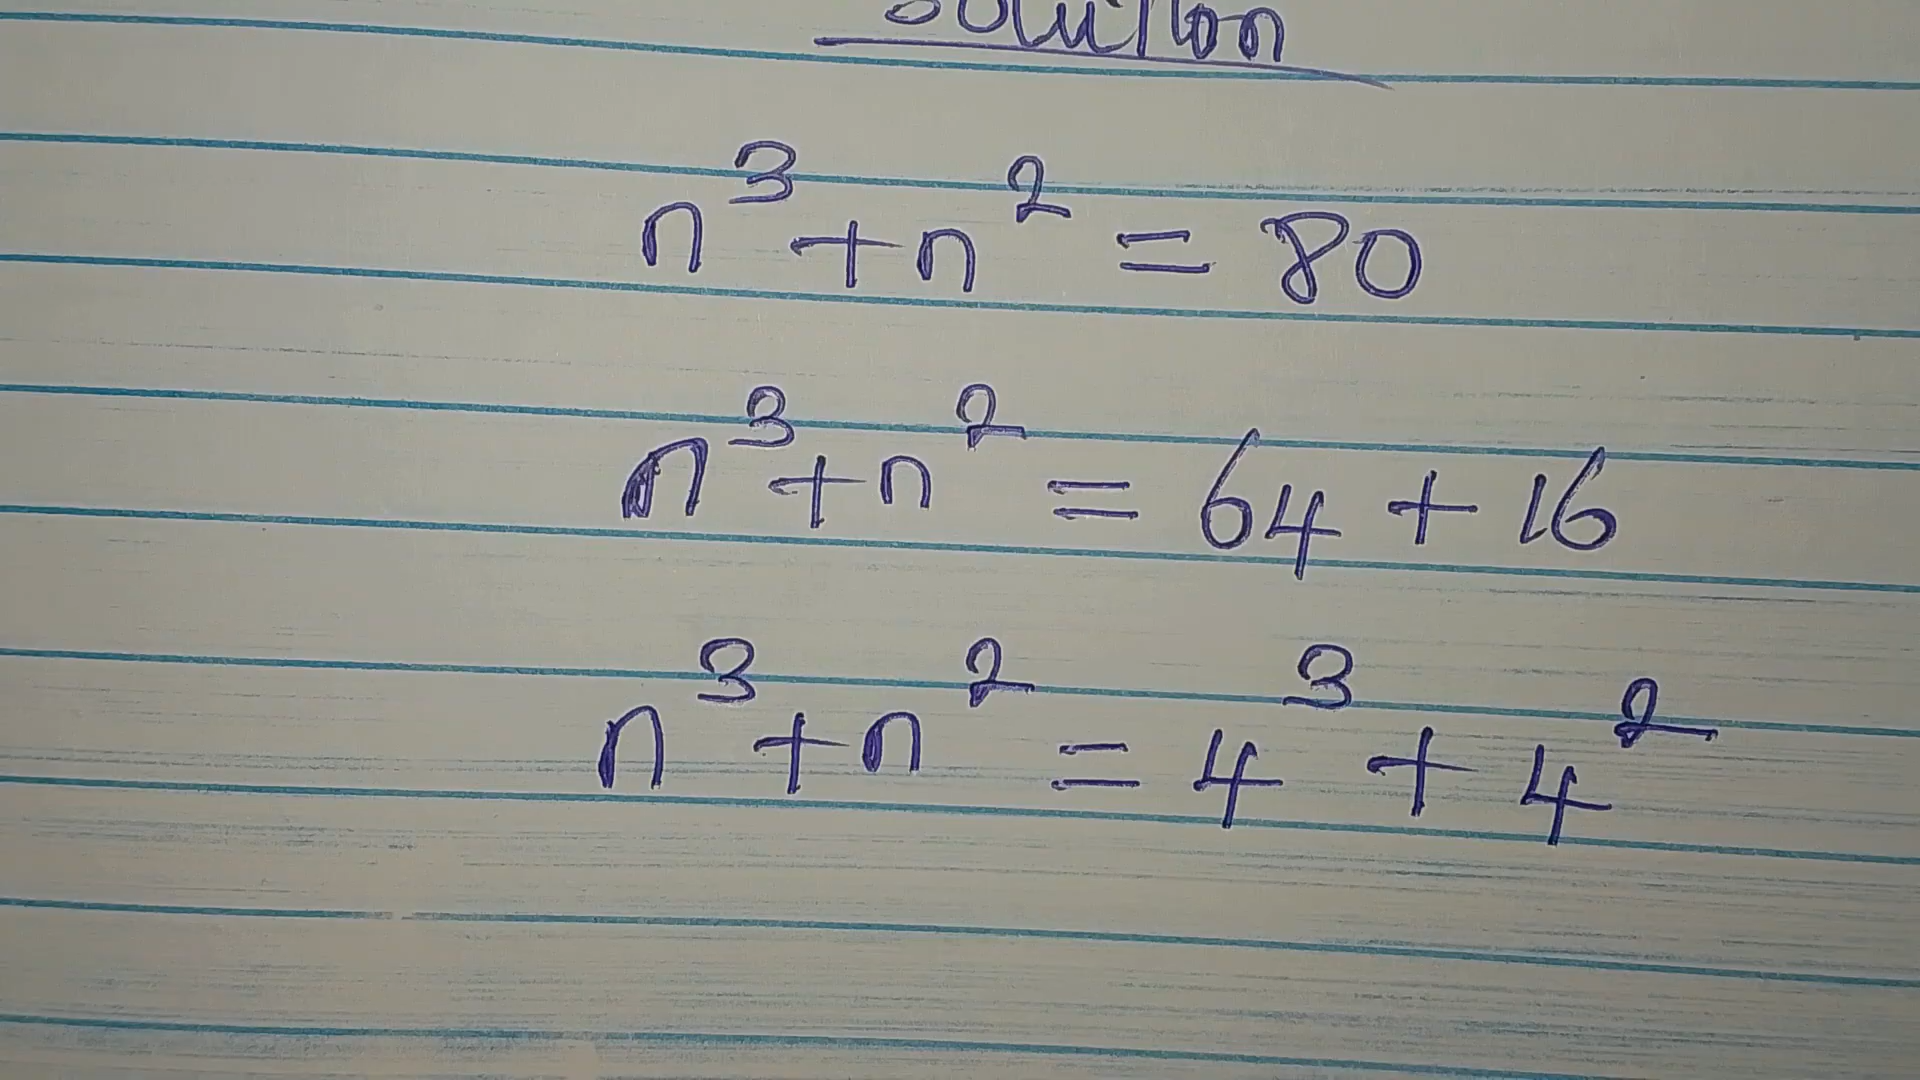 Solution
n³+n² = 80
n³+n² = 64 + 16
n³+n² = 4³ + 4²